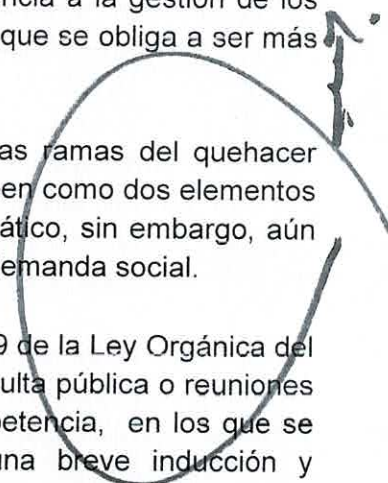 a la gestión de los
que se obliga a ser más
as ramas del quehacer
en como dos elementos
ático, sin embargo, aún
emanda social.
9 de la Ley Orgánica del
ulta pública o reuniones
petencia, en los que se
una breve inducción y